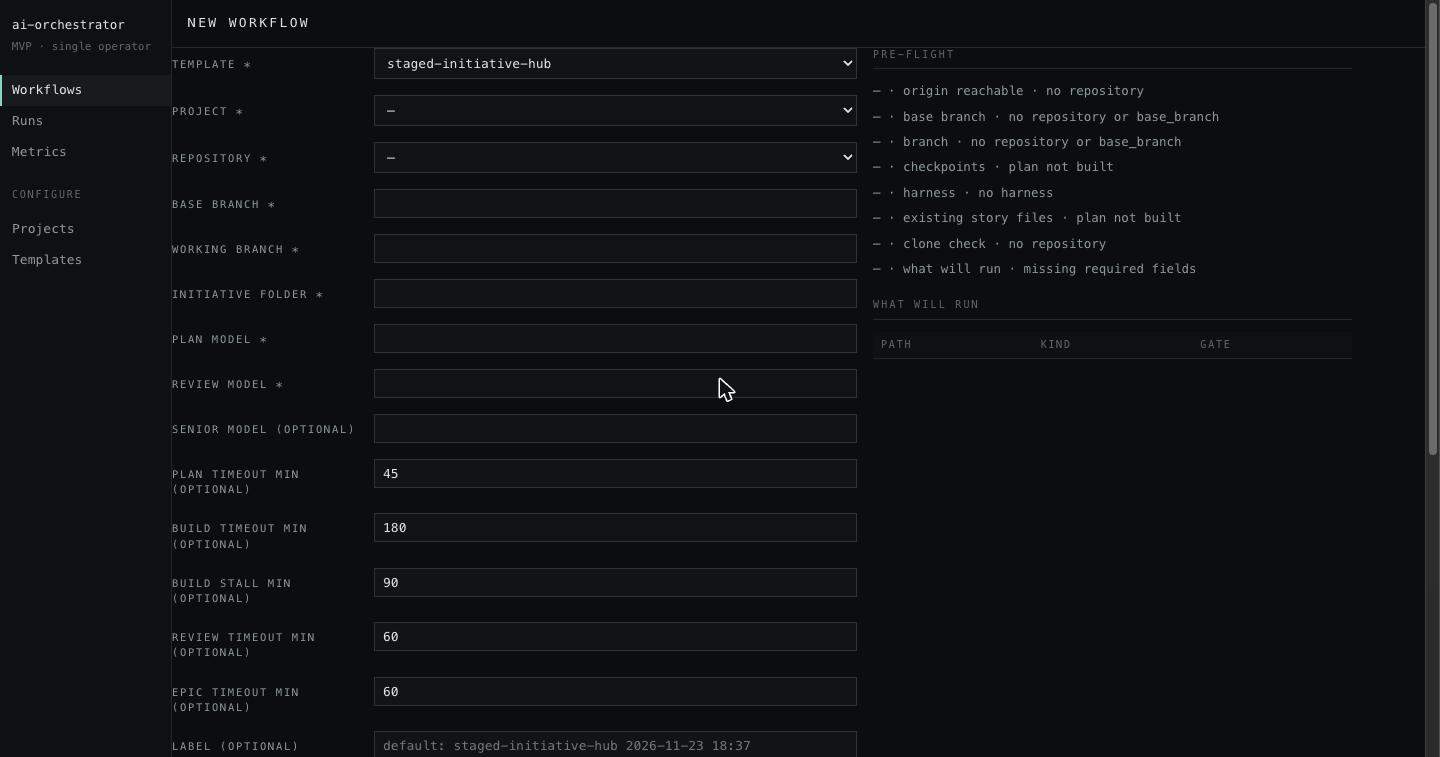 ai-orchestrator
MVP · single operator
Workflows
Runs
Metrics
CONFIGURE
Projects
Templates
NEW WORKFLOW
TEMPLATE *
staged-initiative-hub
PROJECT *
—
REPOSITORY *
—
BASE BRANCH *
WORKING BRANCH *
INITIATIVE FOLDER *
PLAN MODEL *
REVIEW MODEL *
SENIOR MODEL (OPTIONAL)
PLAN TIMEOUT MIN
(OPTIONAL)
45
BUILD TIMEOUT MIN
(OPTIONAL)
180
BUILD STALL MIN
(OPTIONAL)
90
REVIEW TIMEOUT MIN
(OPTIONAL)
60
EPIC TIMEOUT MIN
(OPTIONAL)
60
LABEL (OPTIONAL)
default: staged-initiative-hub 2026-11-23 18:37
PRE-FLIGHT
— · origin reachable · no repository
— · base branch · no repository or base_branch
— · branch · no repository or base_branch
— · checkpoints · plan not built
— · harness · no harness
— · existing story files · plan not built
— · clone check · no repository
— · what will run · missing required fields
WHAT WILL RUN
PATH KIND GATE